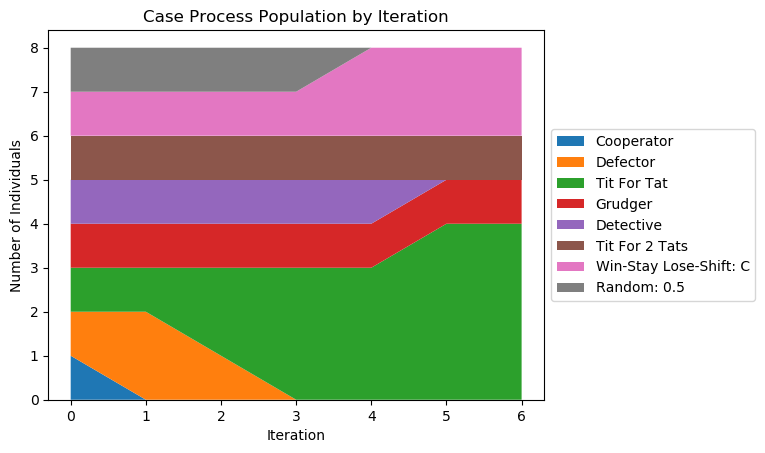 Case Process Population by Iteration
Number of Individuals
8
7
6
5
4
3
2
1
0
0 1 2 3 4 5 6
Iteration
Cooperator
Defector
Tit For Tat
Grudger
Detective
Tit For 2 Tats
Win-Stay Lose-Shift: C
Random: 0.5